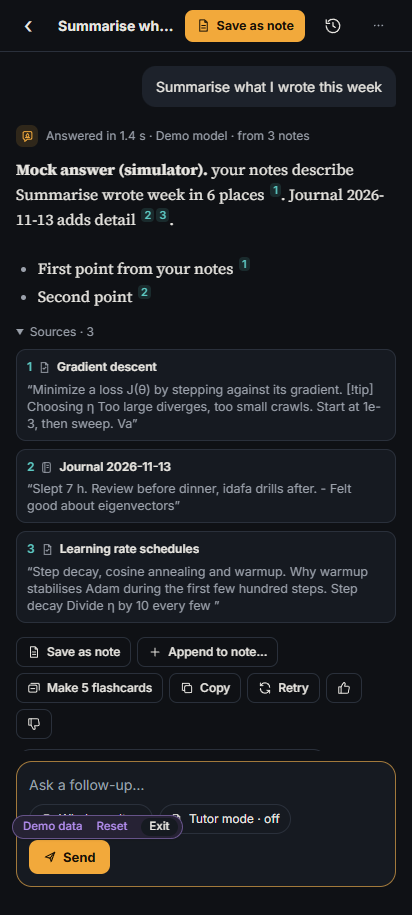 Summarise wh...
Save as note
Summarise what I wrote this week
Answered in 1.4 s · Demo model · from 3 notes
Mock answer (simulator). your notes describe
Summarise wrote week in 6 places 1. Journal 2026-
11-13 adds detail 2 3.
• First point from your notes 1
• Second point 2
Sources · 3
1 Gradient descent
"Minimize a loss J(θ) by stepping against its gradient. [!tip]
Choosing η Too large diverges, too small crawls. Start at 1e-
3, then sweep. Va"
2 Journal 2026-11-13
"Slept 7 h. Review before dinner, idafa drills after. - Felt
good about eigenvectors"
3 Learning rate schedules
"Step decay, cosine annealing and warmup. Why warmup
stabilises Adam during the first few hundred steps. Step
decay Divide η by 10 every few "
Save as note
Append to note...
Make 5 flashcards
Copy
Retry
Ask a follow-up...
Tutor mode · off
Demo data
Reset
Exit
Send